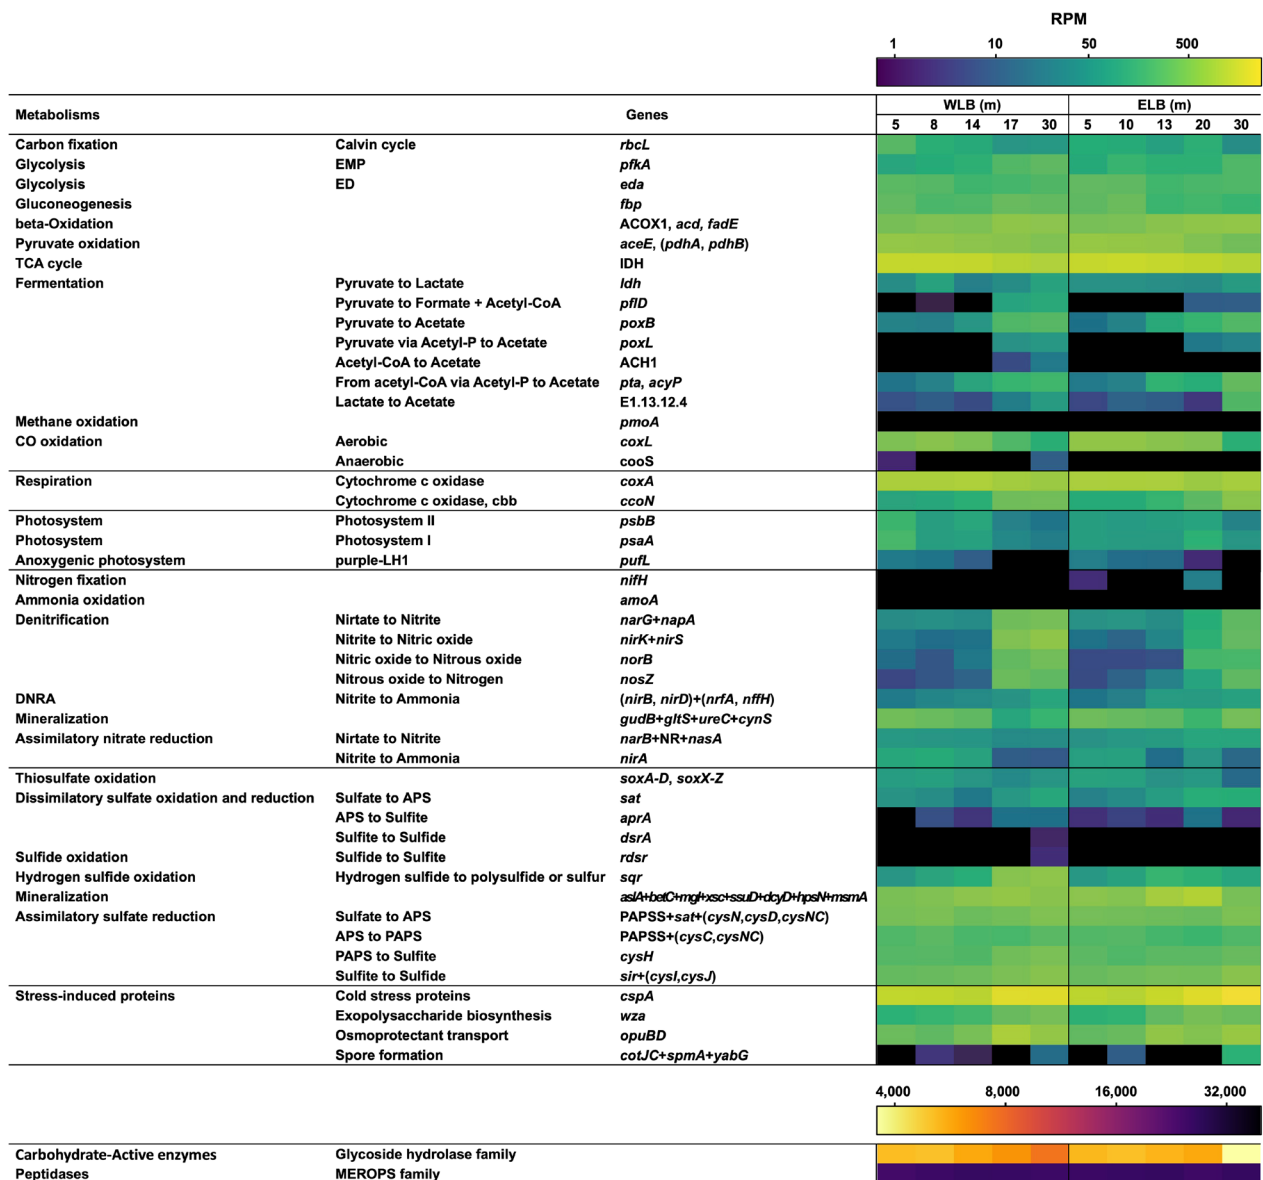 RPM
1 10 50 500
Metabolisms Genes WLB (m) ELB (m)
5 8 14 17 30 5 10 13 20 30
Carbon fixation Calvin cycle rbcL
Glycolysis EMP pfkA
Glycolysis ED eda
Gluconeogenesis fbp
beta-Oxidation ACOX1, acd, fadE
Pyruvate oxidation aceE, (pdhA, pdhB)
TCA cycle IDH
Fermentation Pyruvate to Lactate ldh
Pyruvate to Formate + Acetyl-CoA pflD
Pyruvate to Acetate poxB
Pyruvate via Acetyl-P to Acetate poxL
Acetyl-CoA to Acetate ACH1
From acetyl-CoA via Acetyl-P to Acetate pta, acyP
Lactate to Acetate E1.13.12.4
Methane oxidation pmoA
CO oxidation Aerobic coxL
Anaerobic cooS
Respiration Cytochrome c oxidase coxA
Cytochrome c oxidase, cbb ccoN
Photosystem Photosystem II psbB
Photosystem Photosystem I psaA
Anoxygenic photosystem purple-LH1 pufL
Nitrogen fixation nifH
Ammonia oxidation amoA
Denitrification Nirtate to Nitrite narG+napA
Nitrite to Nitric oxide nirK+nirS
Nitric oxide to Nitrous oxide norB
Nitrous oxide to Nitrogen nosZ
DNRA Nitrite to Ammonia (nirB, nirD)+(nrfA, nffH)
Mineralization gudB+gltS+ureC+cynS
Assimilatory nitrate reduction Nirtate to Nitrite narB+NR+nasA
Nitrite to Ammonia nirA
Thiosulfate oxidation soxA-D, soxX-Z
Dissimilatory sulfate oxidation and reduction Sulfate to APS sat
APS to Sulfite aprA
Sulfite to Sulfide dsrA
Sulfide oxidation Sulfide to Sulfite rdsr
Hydrogen sulfide oxidation Hydrogen sulfide to polysulfide or sulfur sqr
Mineralization aslA+betC+mgl+xsc+ssuD+dcyD+hpsN+msmA
Assimilatory sulfate reduction Sulfate to APS PAPSS+sat+(cysN,cysD,cysNC)
APS to PAPS PAPSS+(cysC,cysNC)
PAPS to Sulfite cysH
Sulfite to Sulfide sir+(cysI,cysJ)
Stress-induced proteins Cold stress proteins cspA
Exopolysaccharide biosynthesis wza
Osmoprotectant transport opuBD
Spore formation cotJC+spmA+yabG
4,000 8,000 16,000 32,000
Carbohydrate-Active enzymes Glycoside hydrolase family
Peptidases MEROPS family